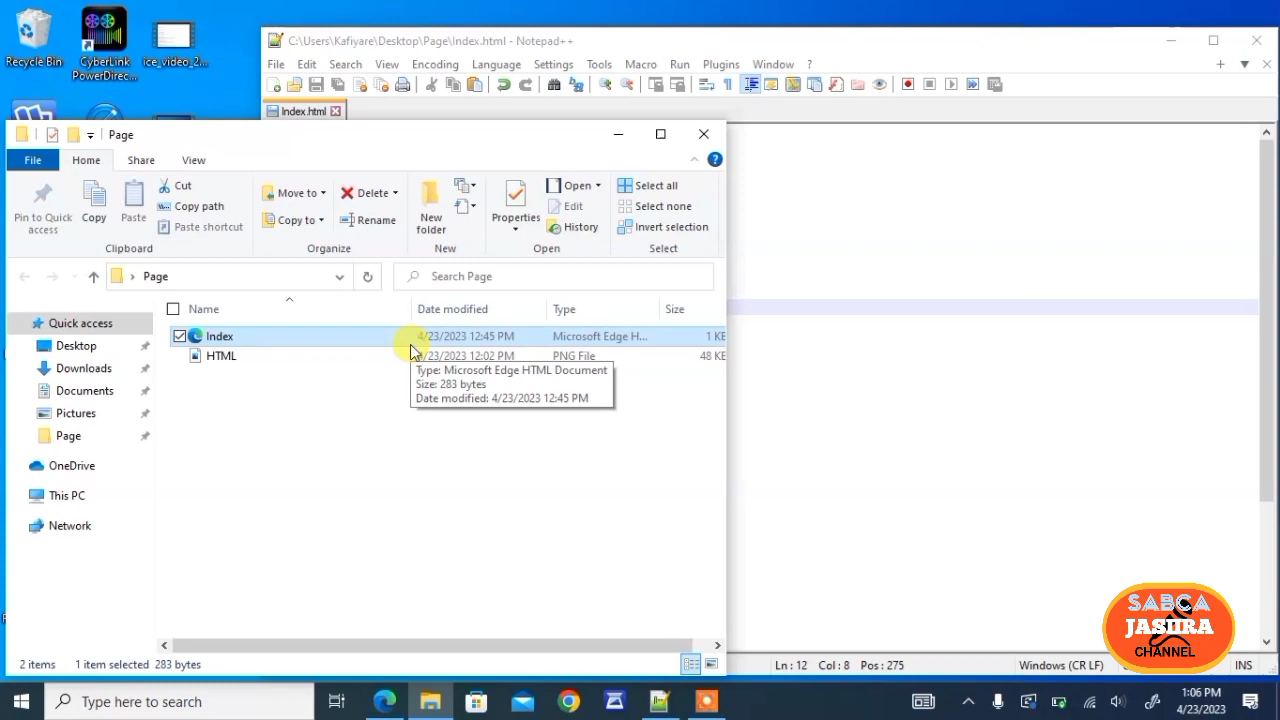 Recycle Bin
CyberLink
PowerDirec...
ice_video_2...
C:\Users\Kafiyare\Desktop\Page\Index.html - Notepad++
File Edit Search View Encoding Language Settings Tools Macro Run Plugins Window ?
Index.html
Page
File Home Share View
Pin to Quick
access
Copy
Paste
Cut
Copy path
Paste shortcut
Clipboard
Move to
Copy to
Delete
Rename
Organize
New
folder
New
Properties
Open
Edit
History
Open
Select all
Select none
Invert selection
Select
Page
Search Page
Name Date modified Type Size
Quick access
Desktop
Downloads
Documents
Pictures
Page
OneDrive
This PC
Network
Index 4/23/2023 12:45 PM Microsoft Edge H... 1 KB
HTML /23/2023 12:02 PM PNG File 48 KB
Type: Microsoft Edge HTML Document
Size: 283 bytes
Date modified: 4/23/2023 12:45 PM
2 items 1 item selected 283 bytes
Ln: 12 Col: 8 Pos: 275 Windows (CR LF) INS
SABCA
JASIIRA
CHANNEL
Type here to search
1:06 PM
4/23/2023